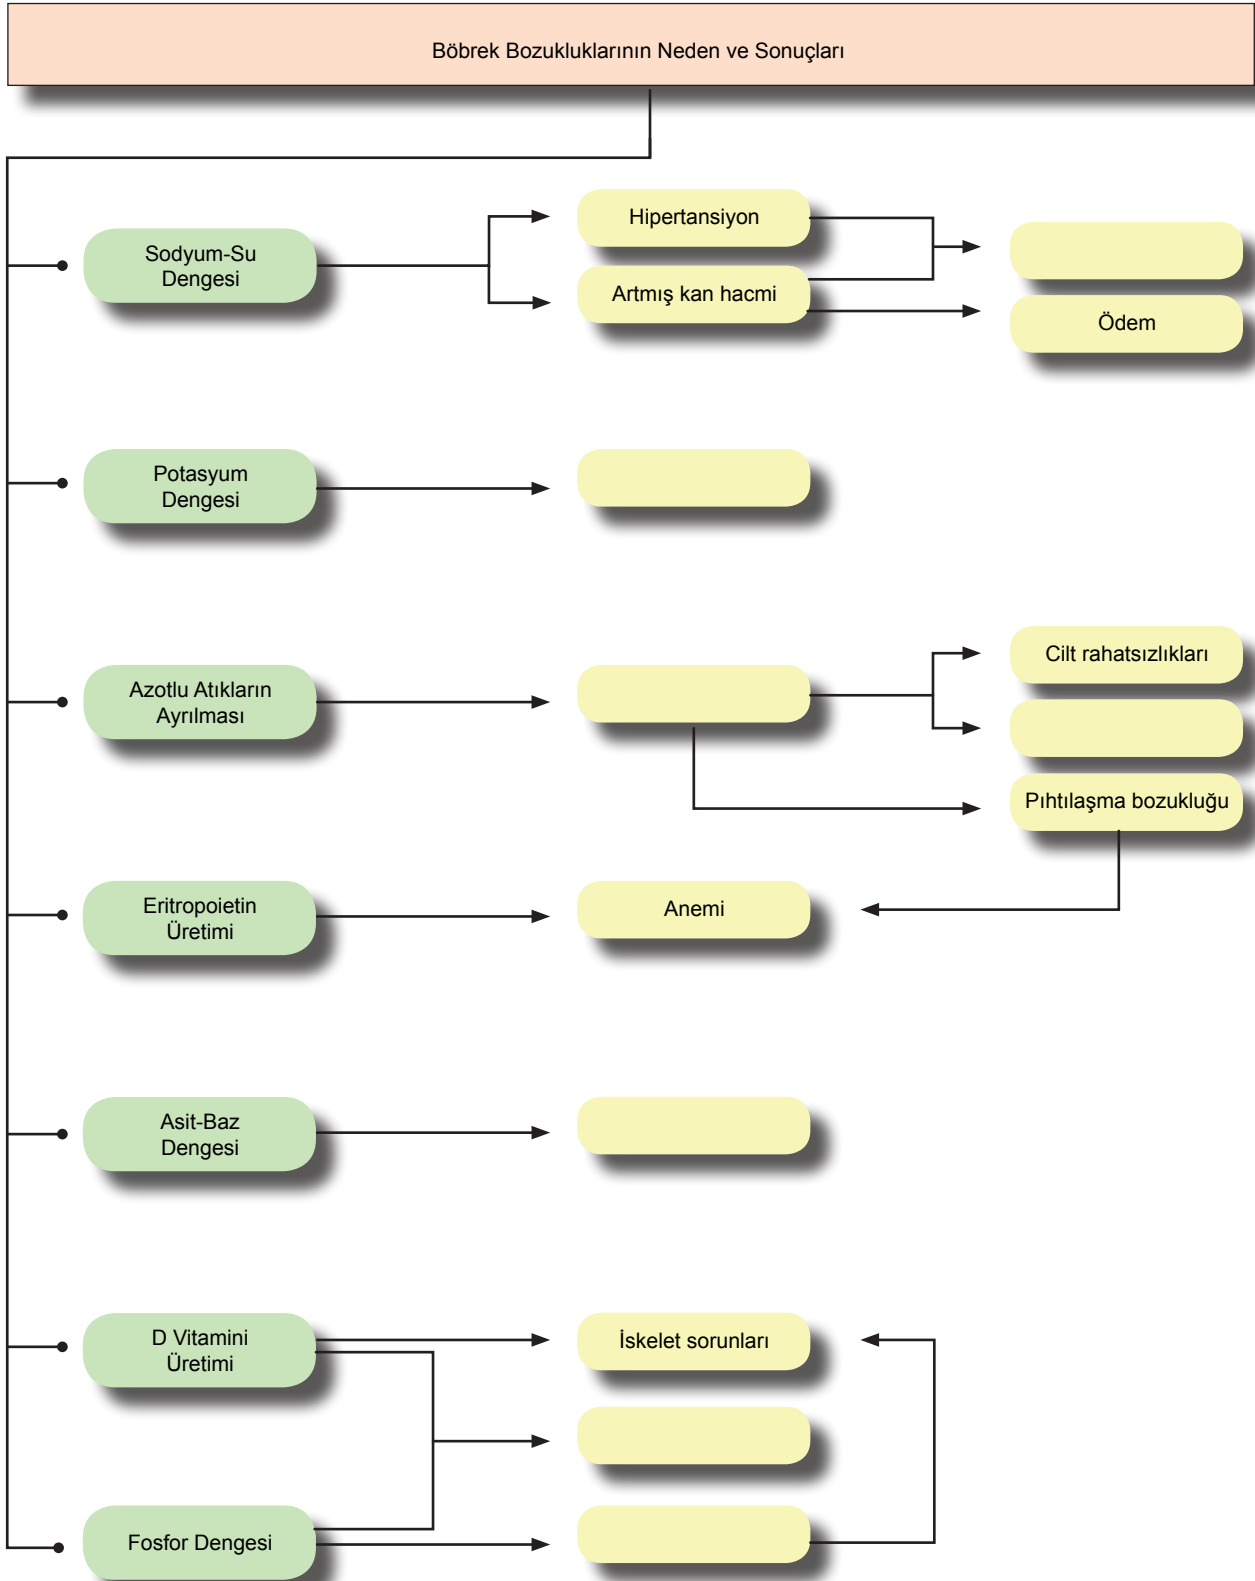 Böbrek Bozukluklarının Neden ve Sonuçları
Hipertansiyon
Sodyum-Su
Dengesi
Artmış kan hacmi
Ödem
Potasyum
Dengesi
Cilt rahatsızlıkları
Azotlu Atıkların
Ayrılması
Pıhtılaşma bozukluğu
Eritropoietin
Üretimi
Anemi
Asit-Baz
Dengesi
D Vitamini
Üretimi
İskelet sorunları
Fosfor Dengesi